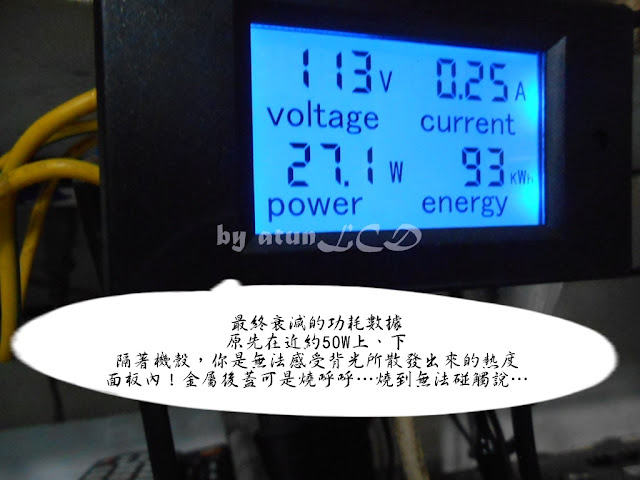 113 V 0.25 A
voltage current
27.1 W 93 KWh
power energy
by atunLCD
最終衰減的功耗數據
原先在近約50W上、下
隔著機殼，你是無法感受背光所散發出來的熱度
面板內！金屬後蓋可是燒呼呼…燒到無法碰觸說…